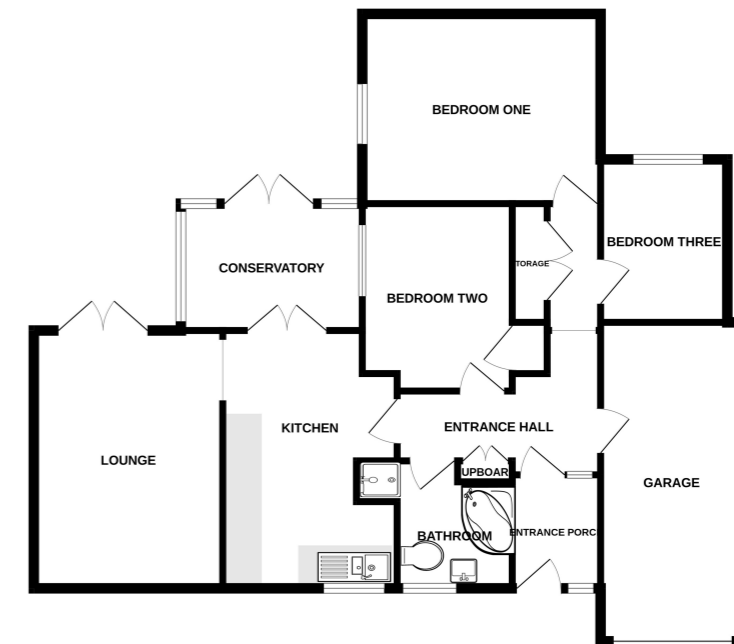 BEDROOM ONE
BEDROOM THREE
CONSERVATORY
TORAGE
BEDROOM TWO
KITCHEN
ENTRANCE HALL
LOUNGE
UPBOAR
GARAGE
BATHROOM
ENTRANCE PORC